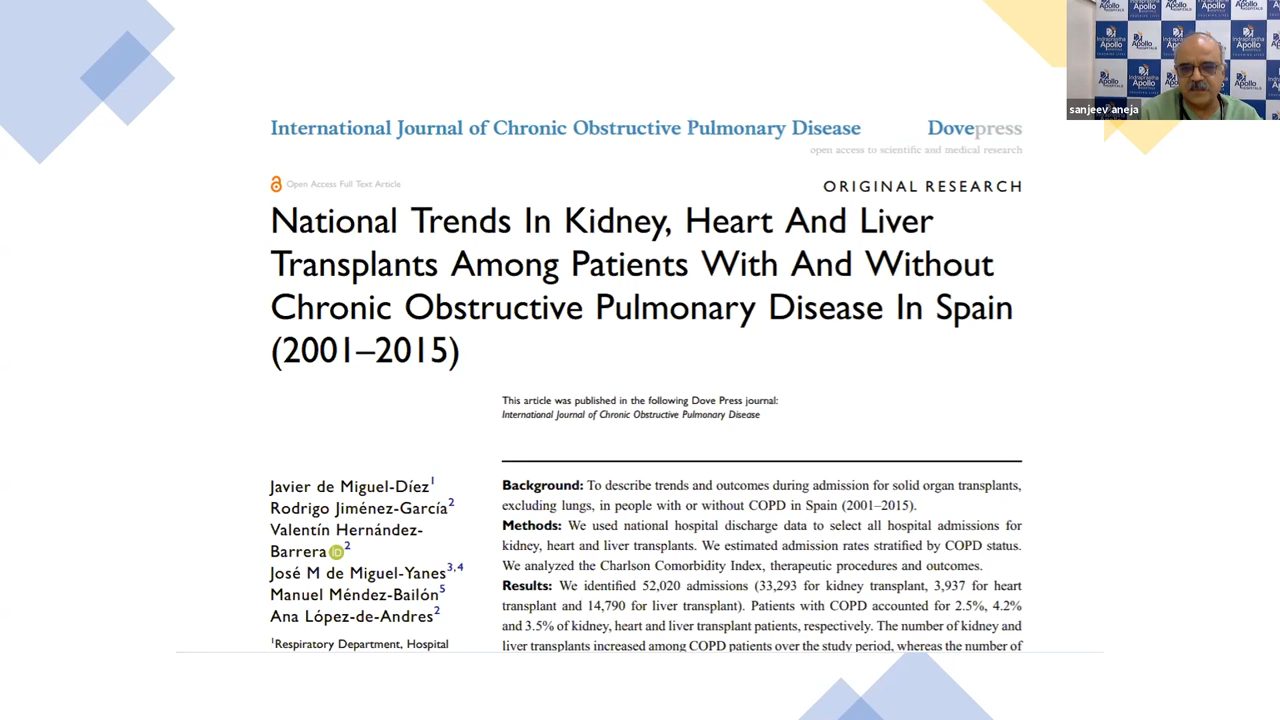 International Journal of Chronic Obstructive Pulmonary Disease
Dovepress
open access to scientific and medical research
Open Access Full Text Article
ORIGINAL RESEARCH
National Trends In Kidney, Heart And Liver
Transplants Among Patients With And Without
Chronic Obstructive Pulmonary Disease In Spain
(2001–2015)
This article was published in the following Dove Press journal:
International Journal of Chronic Obstructive Pulmonary Disease
Javier de Miguel-Díez1
Rodrigo Jiménez-García2
Valentín Hernández-
Barrera iD 2
José M de Miguel-Yanes3,4
Manuel Méndez-Bailón5
Ana López-de-Andres2
1Respiratory Department, Hospital
Background: To describe trends and outcomes during admission for solid organ transplants,
excluding lungs, in people with or without COPD in Spain (2001–2015).
Methods: We used national hospital discharge data to select all hospital admissions for
kidney, heart and liver transplants. We estimated admission rates stratified by COPD status.
We analyzed the Charlson Comorbidity Index, therapeutic procedures and outcomes.
Results: We identified 52,020 admissions (33,293 for kidney transplant, 3,937 for heart
transplant and 14,790 for liver transplant). Patients with COPD accounted for 2.5%, 4.2%
and 3.5% of kidney, heart and liver transplant patients, respectively. The number of kidney and
liver transplants increased among COPD patients over the study period, whereas the number of
sanjeev aneja
Indraprastha
Apollo
HOSPITALS